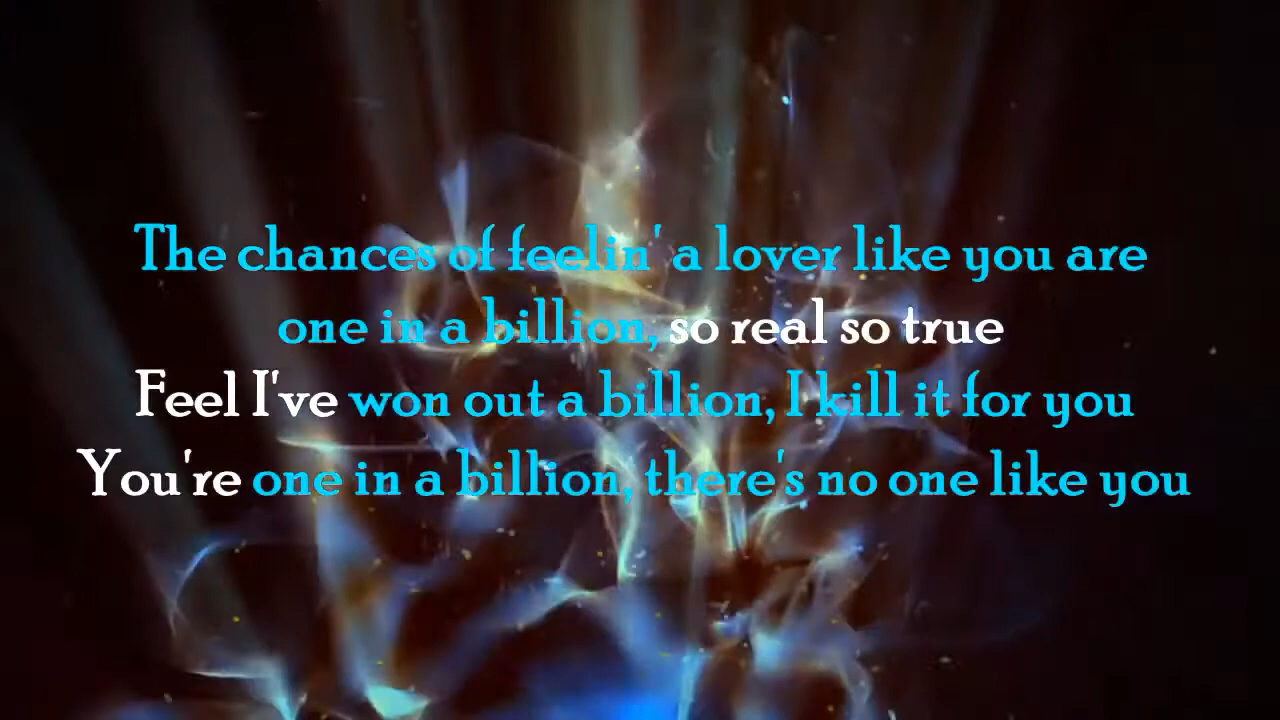 The chances of feelin' a lover like you are
one in a billion, so real so true
Feel I've won out a billion, I kill it for you
You're one in a billion, there's no one like you